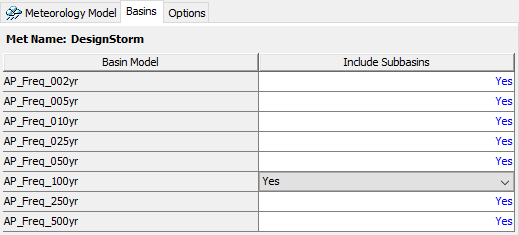 Meteorology Model Basins Options
Met Name: DesignStorm
Basin Model Include Subbasins
AP_Freq_002yr Yes
AP_Freq_005yr Yes
AP_Freq_010yr Yes
AP_Freq_025yr Yes
AP_Freq_050yr Yes
AP_Freq_100yr Yes
AP_Freq_250yr Yes
AP_Freq_500yr Yes